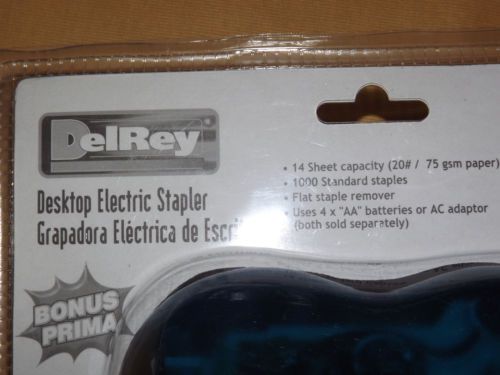 DelRey
Desktop Electric Stapler
Grapadora Eléctrica de
BONUS
PRIMA
• 14 Sheet capacity (20# / 75 gsm paper)
• 1000 Standard staples
• Flat staple remover
• Uses 4 x "AA" batteries or AC adaptor
(both sold separately)